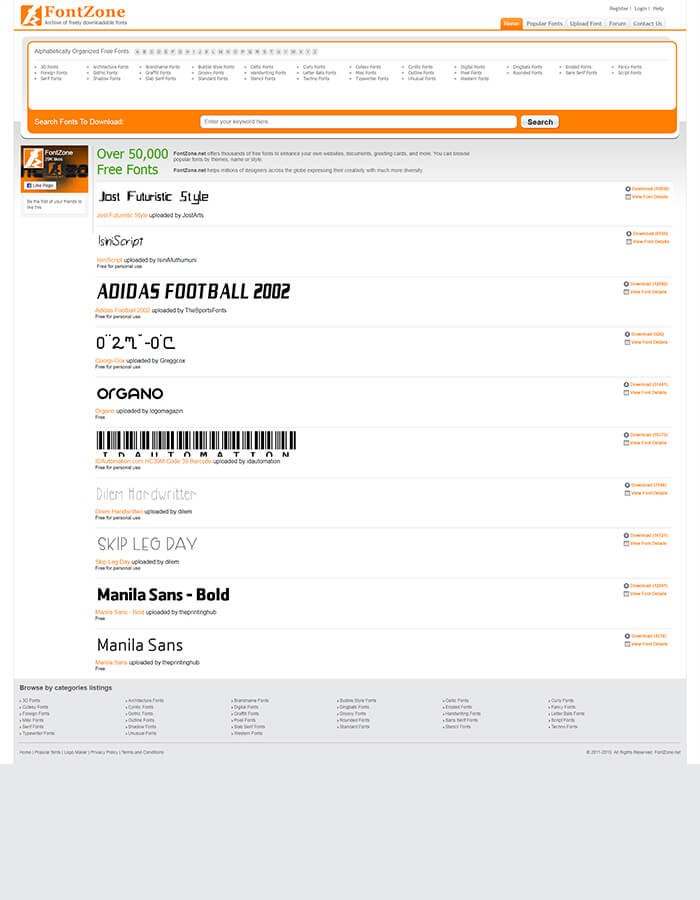 FontZone
Archive of freely downloadable fonts
Register | Login | Help
Home Popular Fonts Upload Font Forum Contact Us
Alphabetically Organized Free Fonts A B C D E F G H I J K L M N O P Q R S T U V W X Y Z
3D Fonts Architecture Fonts Brandname Fonts Bubble Style Fonts Celtic Fonts Curly Fonts Cutesy Fonts Cyrillic Fonts Digital Fonts Dingbats Fonts Eroded Fonts Fancy Fonts
Foreign Fonts Gothic Fonts Graffiti Fonts Groovy Fonts Handwriting Fonts Letter Bats Fonts Misc Fonts Outline Fonts Pixel Fonts Rounded Fonts Sans Serif Fonts Script Fonts
Serif Fonts Shadow Fonts Slab Serif Fonts Standard Fonts Stencil Fonts Techno Fonts Typewriter Fonts Unusual Fonts Western Fonts
Search Fonts To Download: Enter your keyword here. Search
FontZone
29K likes
Like Page
Be the first of your friends to
like this
Over 50,000
Free Fonts
FontZone.net offers thousands of free fonts to enhance your own websites, documents, greeting cards, and more. You can browse
popular fonts by themes, name or style.
FontZone.net helps millions of designers across the globe expressing their creativity with much more diversity.
Jost Futuristic Style
Jost Futuristic Style uploaded by JostArts
Download
View Font Details
IsiniScript
IsiniScript uploaded by IsiniMuthumuni
Free for personal use
Download
View Font Details
ADIDAS FOOTBALL 2002
Adidas Football 2002 uploaded by TheSportsFonts
Free for personal use
Download
View Font Details
uploaded by Greggcox
Free for personal use
Download
View Font Details
ORGANO
Organo uploaded by logomagazin
Free
Download
View Font Details
IDAUTOMATION
IDAutomation.com HC39M Code 39 Barcode uploaded by idautomation
Free for personal use
Download
View Font Details
Dilem Handwritten
Dilem Handwritten uploaded by dilem
Free for personal use
Download
View Font Details
SKIP LEG DAY
Skip Leg Day uploaded by dilem
Free for personal use
Download
View Font Details
Manila Sans - Bold
Manila Sans - Bold uploaded by theprintinghub
Free
Download
View Font Details
Manila Sans
Manila Sans uploaded by theprintinghub
Free
Download
View Font Details
Browse by categories listings
3D Fonts Architecture Fonts Brandname Fonts Bubble Style Fonts Celtic Fonts Curly Fonts
Cutesy Fonts Cyrillic Fonts Digital Fonts Dingbats Fonts Eroded Fonts Fancy Fonts
Foreign Fonts Gothic Fonts Graffiti Fonts Groovy Fonts Handwriting Fonts Letter Bats Fonts
Misc Fonts Outline Fonts Pixel Fonts Rounded Fonts Sans Serif Fonts Script Fonts
Serif Fonts Shadow Fonts Slab Serif Fonts Standard Fonts Stencil Fonts Techno Fonts
Typewriter Fonts Unusual Fonts Western Fonts
Home | Popular fonts | Logo Maker | Privacy Policy | Terms and Conditions
All Rights Reserved. FontZone.net